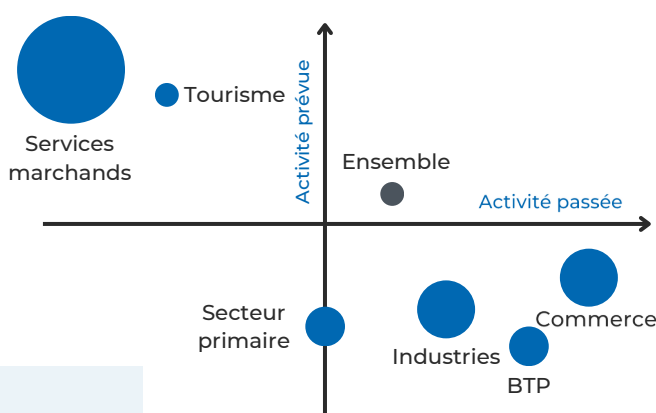 Tourisme
Activité prévue
Services
marchands
Ensemble
Activité passée
Secteur
primaire
Commerce
Industries
BTP